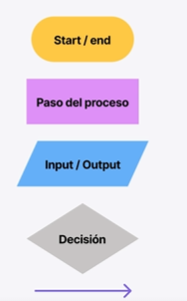 Start / end
Paso del proceso
Input / Output
Decisión